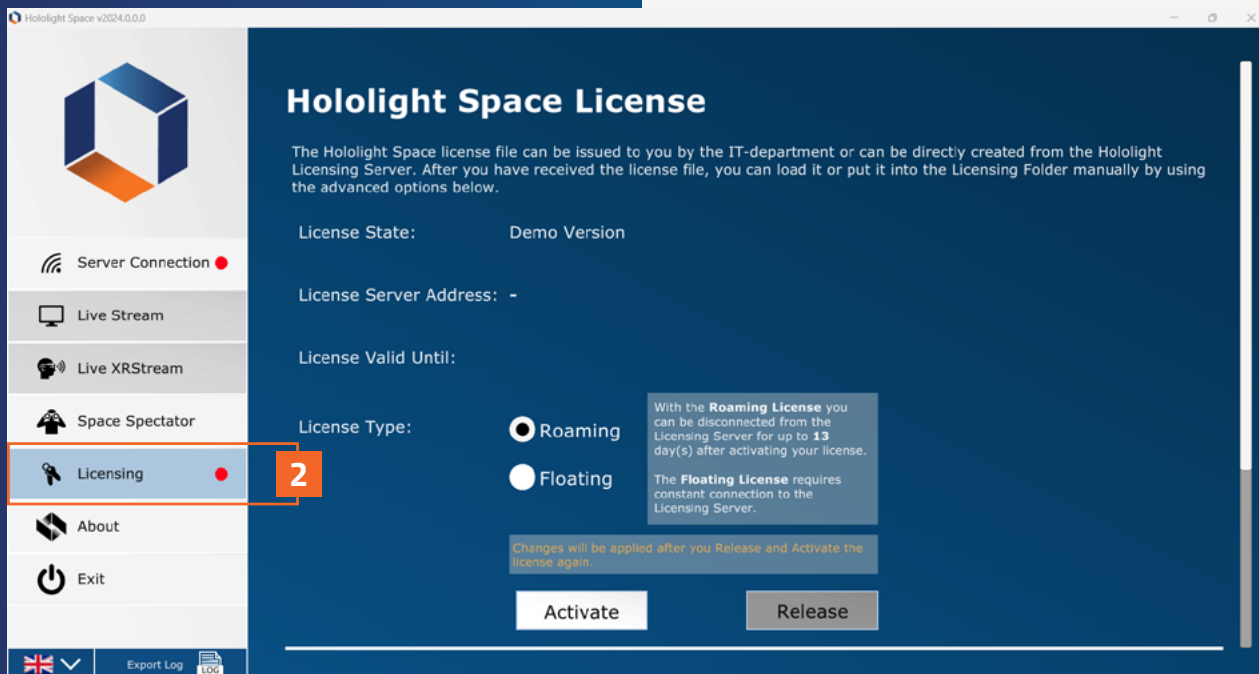 Hololight Space v2024.0.0.0
Server Connection
Live Stream
Live XRStream
Space Spectator
Licensing
2
About
Exit
Export Log
LOG
Hololight Space License
The Hololight Space license file can be issued to you by the IT-department or can be directly created from the Hololight
Licensing Server. After you have received the license file, you can load it or put it into the Licensing Folder manually by using
the advanced options below.
License State: Demo Version
License Server Address: -
License Valid Until:
License Type:
Roaming
Floating
With the Roaming License you
can be disconnected from the
Licensing Server for up to 13
day(s) after activating your license.
The Floating License requires
constant connection to the
Licensing Server.
Changes will be applied after you Release and Activate the
license again.
Activate
Release